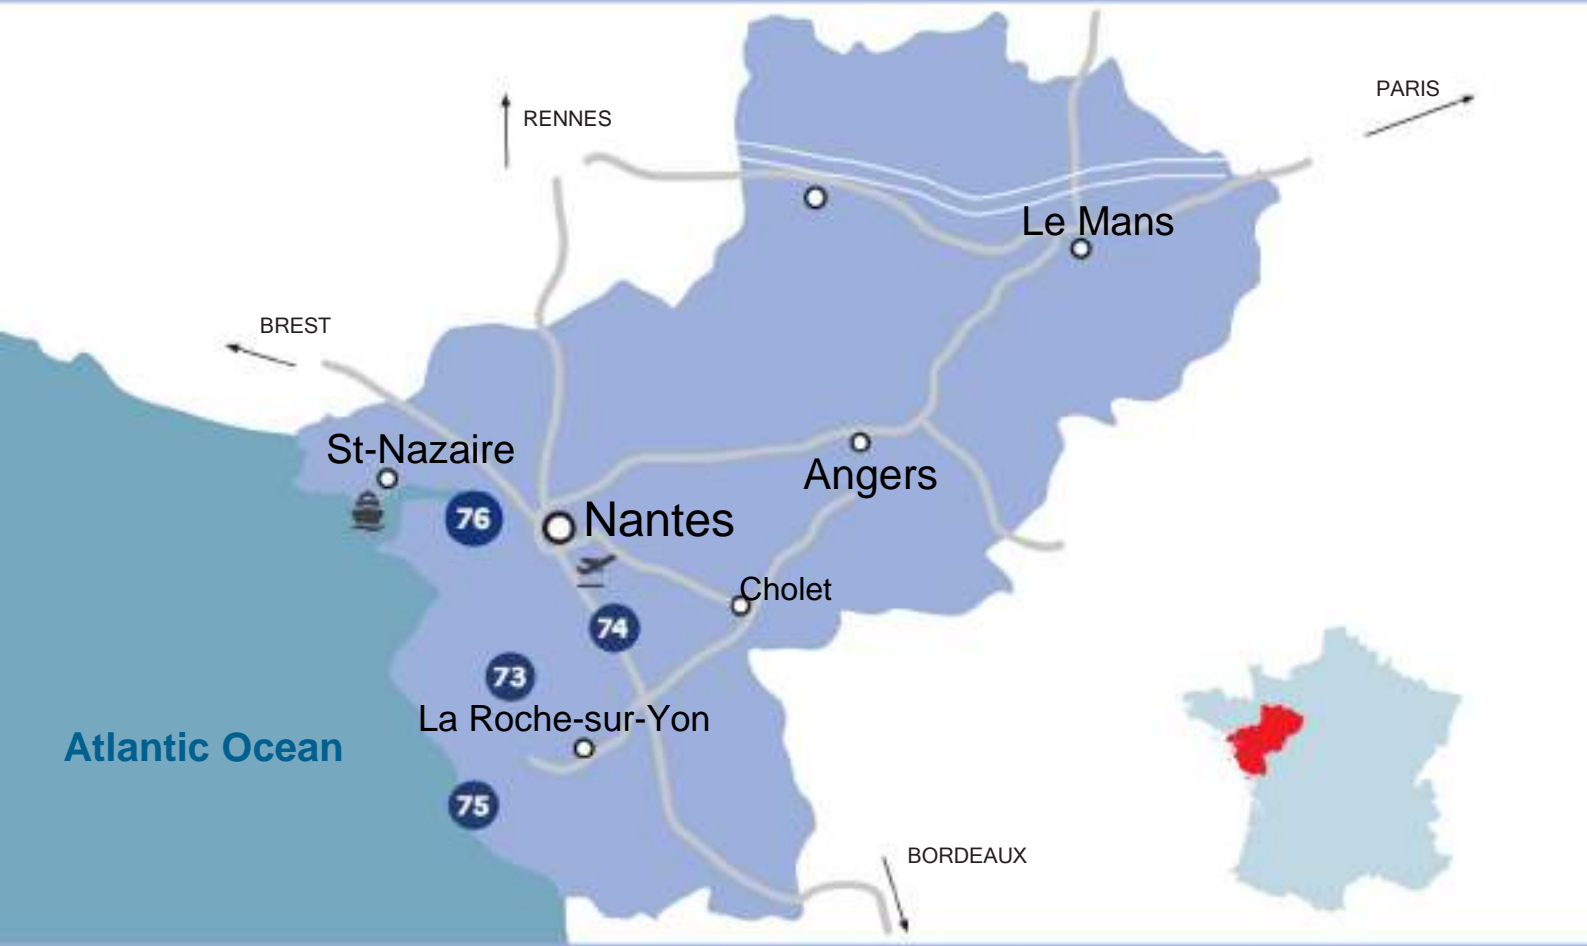 PARIS
RENNES
Le Mans
BREST
St-Nazaire
Angers
76
Nantes
Cholet
74
73
La Roche-sur-Yon
Atlantic Ocean
75
BORDEAUX